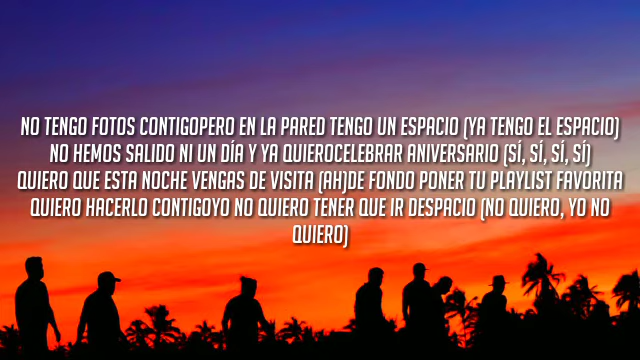 NO TENGO FOTOS CONTIGOPERO EN LA PARED TENGO UN ESPACIO (YA TENGO EL ESPACIO)
NO HEMOS SALIDO NI UN DÍA Y YA QUIEROCELEBRAR ANIVERSARIO (SÍ, SÍ, SÍ, SÍ)
QUIERO QUE ESTA NOCHE VENGAS DE VISITA (AH)DE FONDO PONER TU PLAYLIST FAVORITA
QUIERO HACERLO CONTIGOYO NO QUIERO TENER QUE IR DESPACIO (NO QUIERO, YO NO
QUIERO)